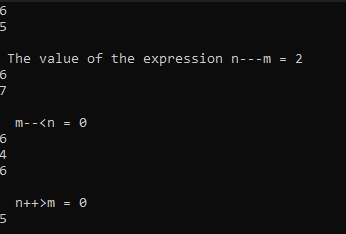 6
5
The value of the expression n---m = 2
6
7
m--<n = 0
6
4
6
n++>m = 0
5